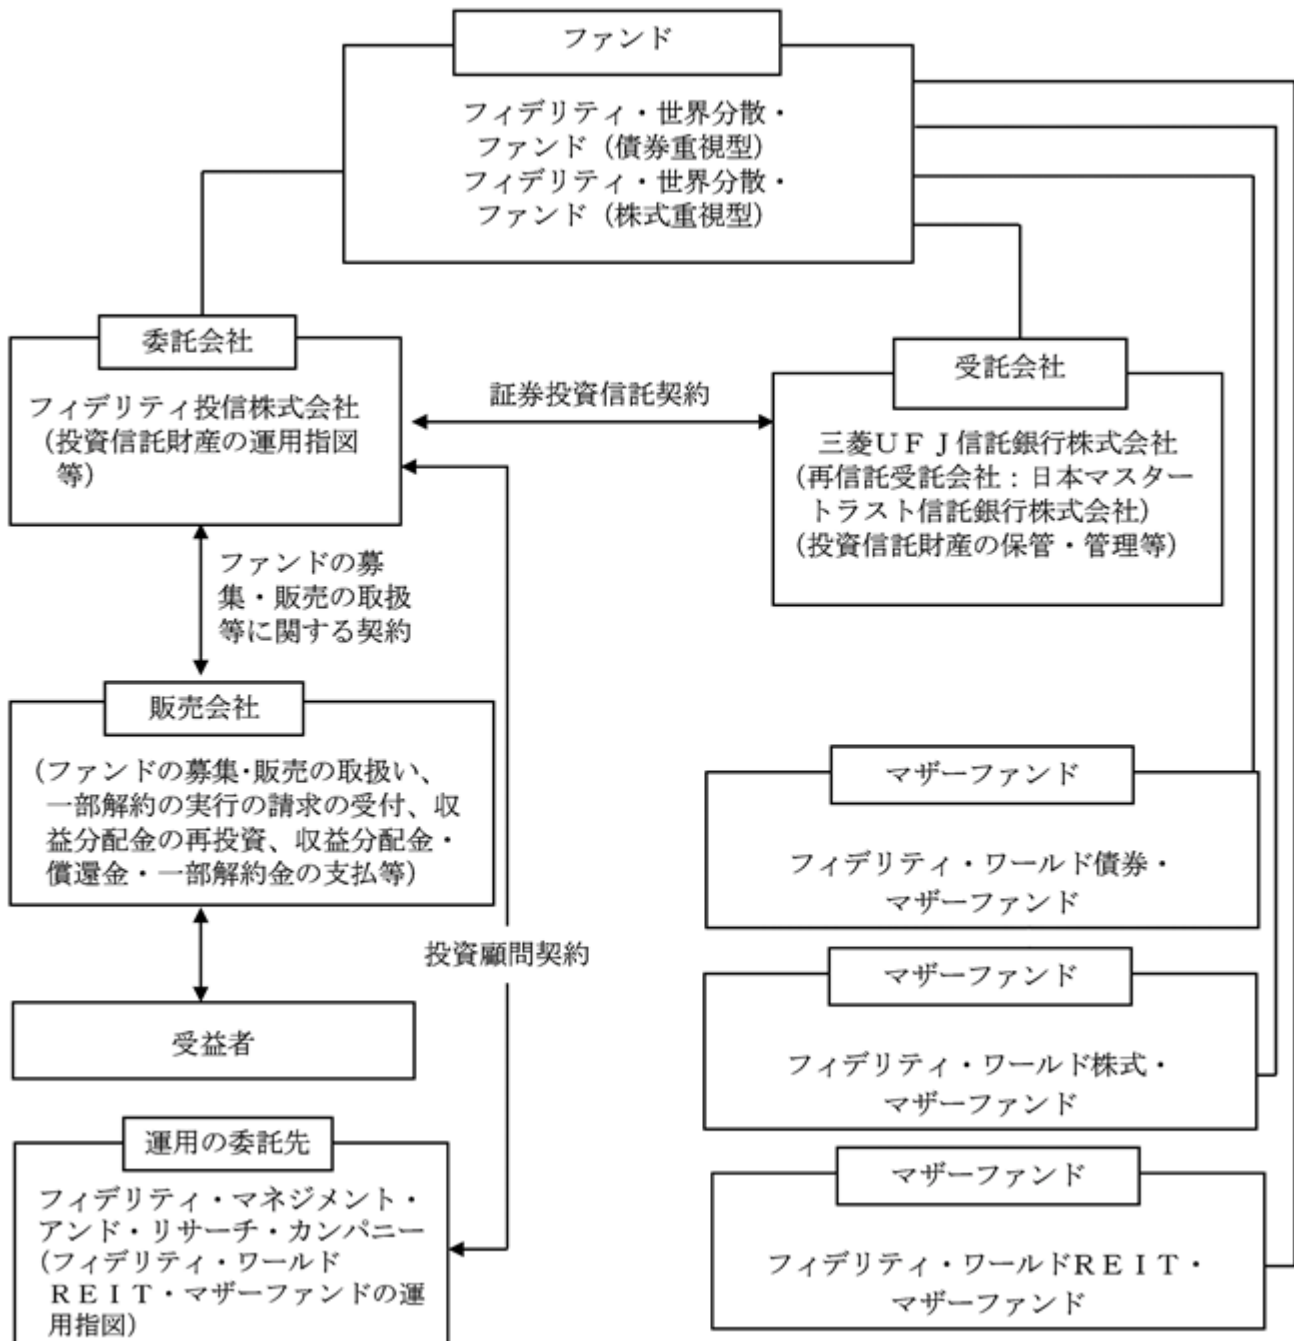 ファンド
フィデリティ・世界分散・
ファンド（債券重視型）
フィデリティ・世界分散・
ファンド（株式重視型）
委託会社
フィデリティ投信株式会社
（投資信託財産の運用指図
等）
証券投資信託契約
受託会社
三菱ＵＦＪ信託銀行株式会社
（再信託受託会社：日本マスター
トラスト信託銀行株式会社）
（投資信託財産の保管・管理等）
ファンドの募
集・販売の取扱
等に関する契約
販売会社
（ファンドの募集・販売の取扱い、
一部解約の実行の請求の受付、収
益分配金の再投資、収益分配金・
償還金・一部解約金の支払等）
投資顧問契約
受益者
運用の委託先
フィデリティ・マネジメント・
アンド・リサーチ・カンパニー
（フィデリティ・ワールド
ＲＥＩＴ・マザーファンドの運
用指図）
マザーファンド
フィデリティ・ワールド債券・
マザーファンド
マザーファンド
フィデリティ・ワールド株式・
マザーファンド
マザーファンド
フィデリティ・ワールドＲＥＩＴ・
マザーファンド